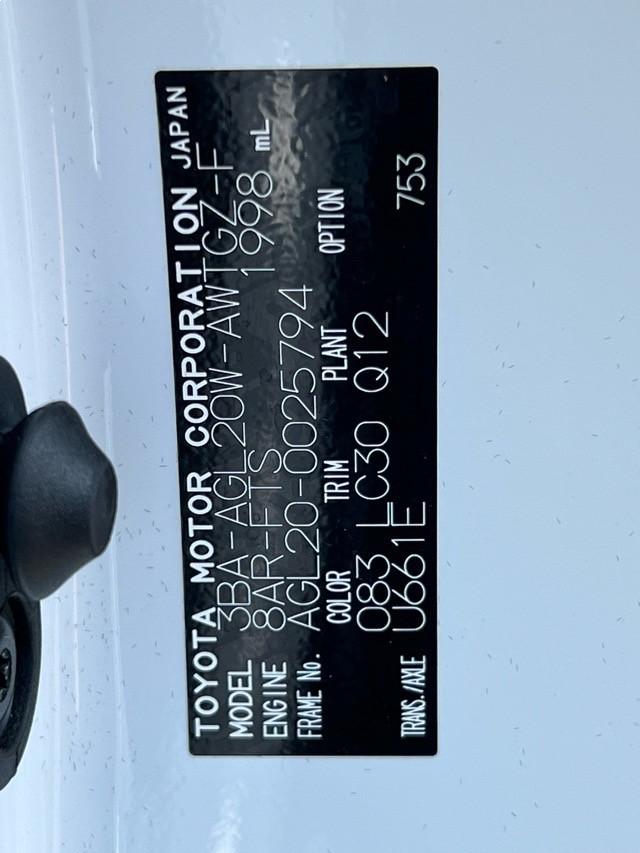 TOYOTA MOTOR CORPORATION JAPAN
MODEL 3BA-AGL20W-AWTGZ-F
ENGINE 8AR-FTS 1998 mL
FRAME No. AGL20-0025794
COLOR TRIM PLANT OPTION
083 LC30 Q12
TRANS./AXLE U661E 753